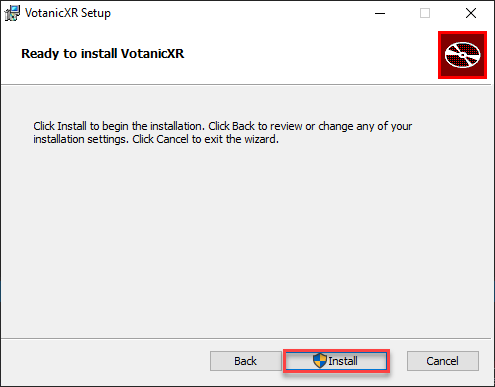 VotanicXR Setup
Ready to install VotanicXR
Click Install to begin the installation. Click Back to review or change any of your
installation settings. Click Cancel to exit the wizard.
Back Install Cancel